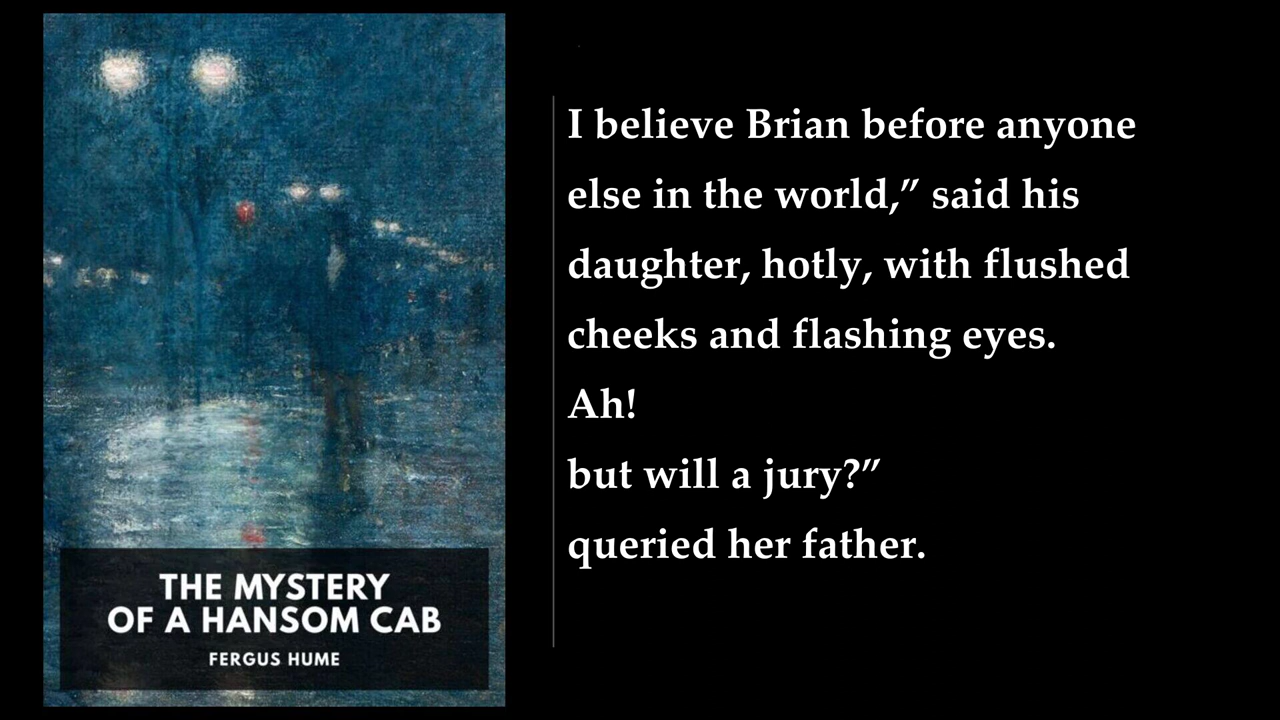 THE MYSTERY
OF A HANSOM CAB
FERGUS HUME
I believe Brian before anyone
else in the world,” said his
daughter, hotly, with flushed
cheeks and flashing eyes.
Ah!
but will a jury?”
queried her father.